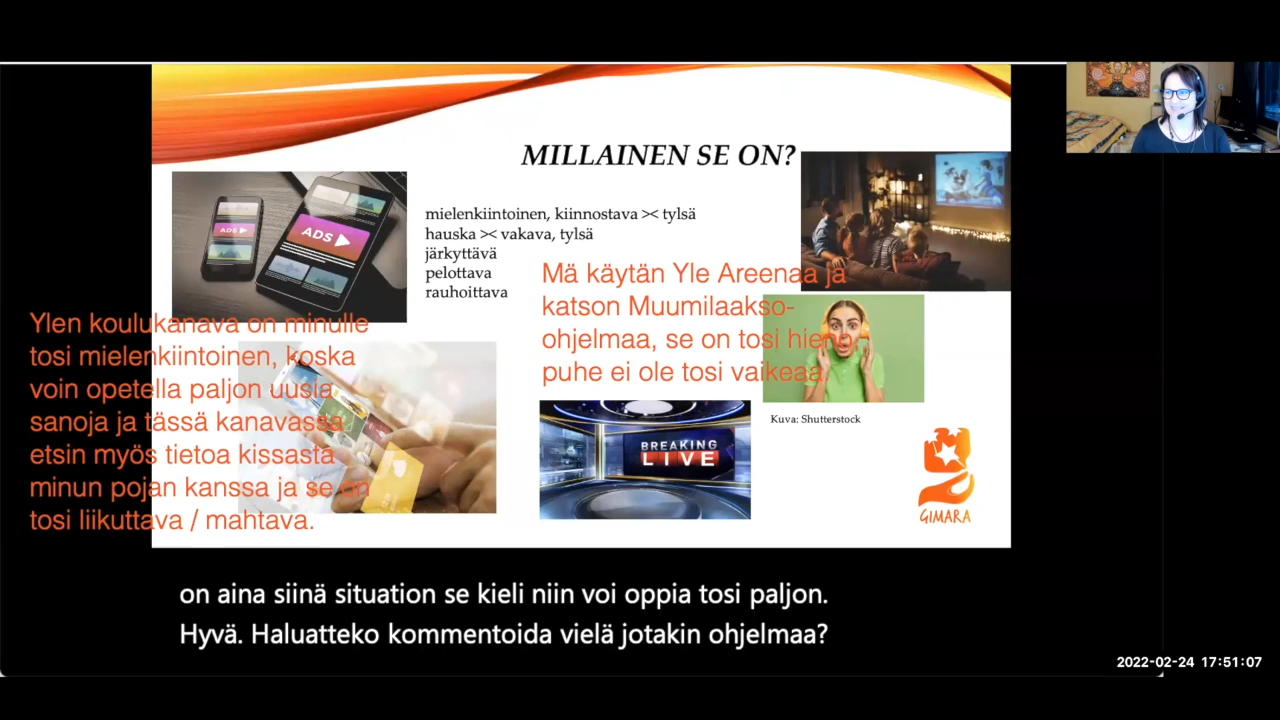 MILLAINEN SE ON?
mielenkiintoinen, kiinnostava >< tylsä
hauska >< vakava, tylsä
järkyttävä
pelottava
rauhoittava
ADS
ADS
Mä käytän Yle Areenaa ja
katson Muumilaakso-
ohjelmaa, se on tosi hieno,
puhe ei ole tosi vaikeaa.
Ylen koulukanava on minulle
tosi mielenkiintoinen, koska
voin opetella paljon uusia
sanoja ja tässä kanavassa
etsin myös tietoa kissasta
minun pojan kanssa ja se on
tosi liikuttava / mahtava.
BREAKING
LIVE
Kuva: Shutterstock
GIMARA
on aina siinä situation se kieli niin voi oppia tosi paljon.
Hyvä. Haluatteko kommentoida vielä jotakin ohjelmaa?
2022-02-24 17:51:07